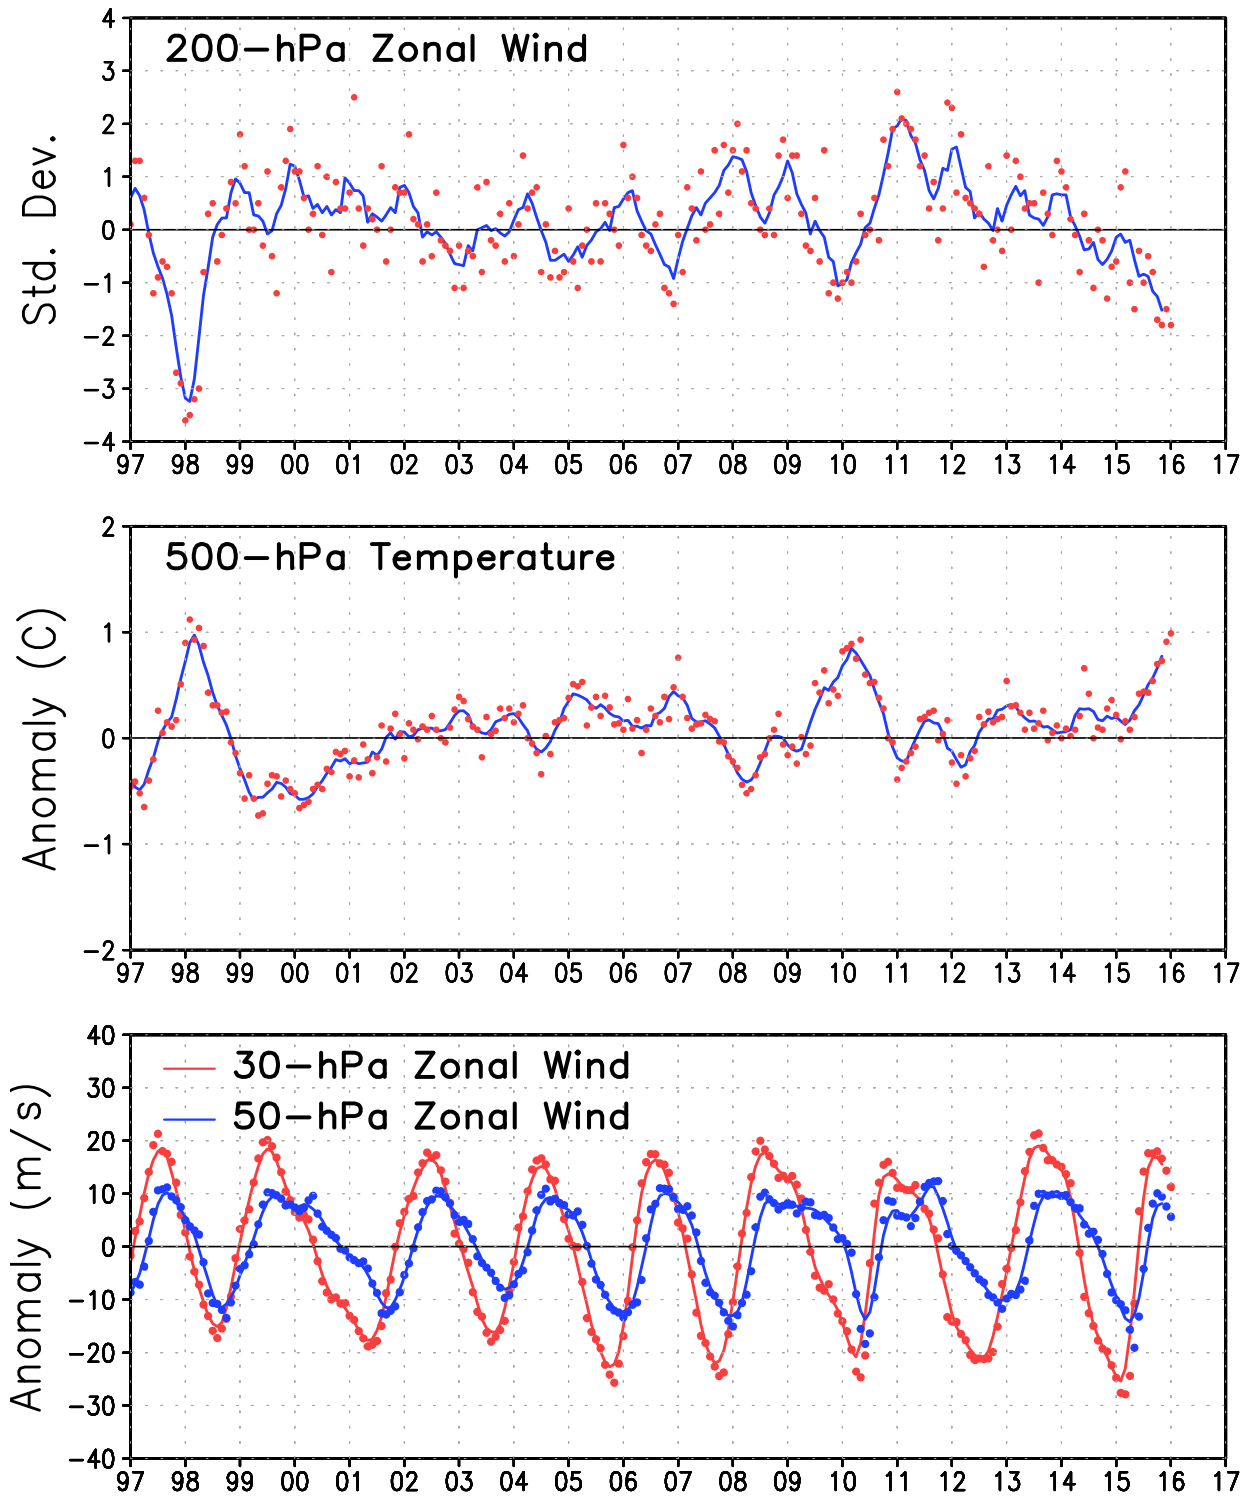 200-hPa Zonal Wind
Std. Dev.
4
3
2
1
0
-1
-2
-3
-4
97 98 99 00 01 02 03 04 05 06 07 08 09 10 11 12 13 14 15 16 17
500-hPa Temperature
Anomaly (C)
2
1
0
-1
-2
97 98 99 00 01 02 03 04 05 06 07 08 09 10 11 12 13 14 15 16 17
30-hPa Zonal Wind
50-hPa Zonal Wind
Anomaly (m/s)
40
30
20
10
0
-10
-20
-30
-40
97 98 99 00 01 02 03 04 05 06 07 08 09 10 11 12 13 14 15 16 17